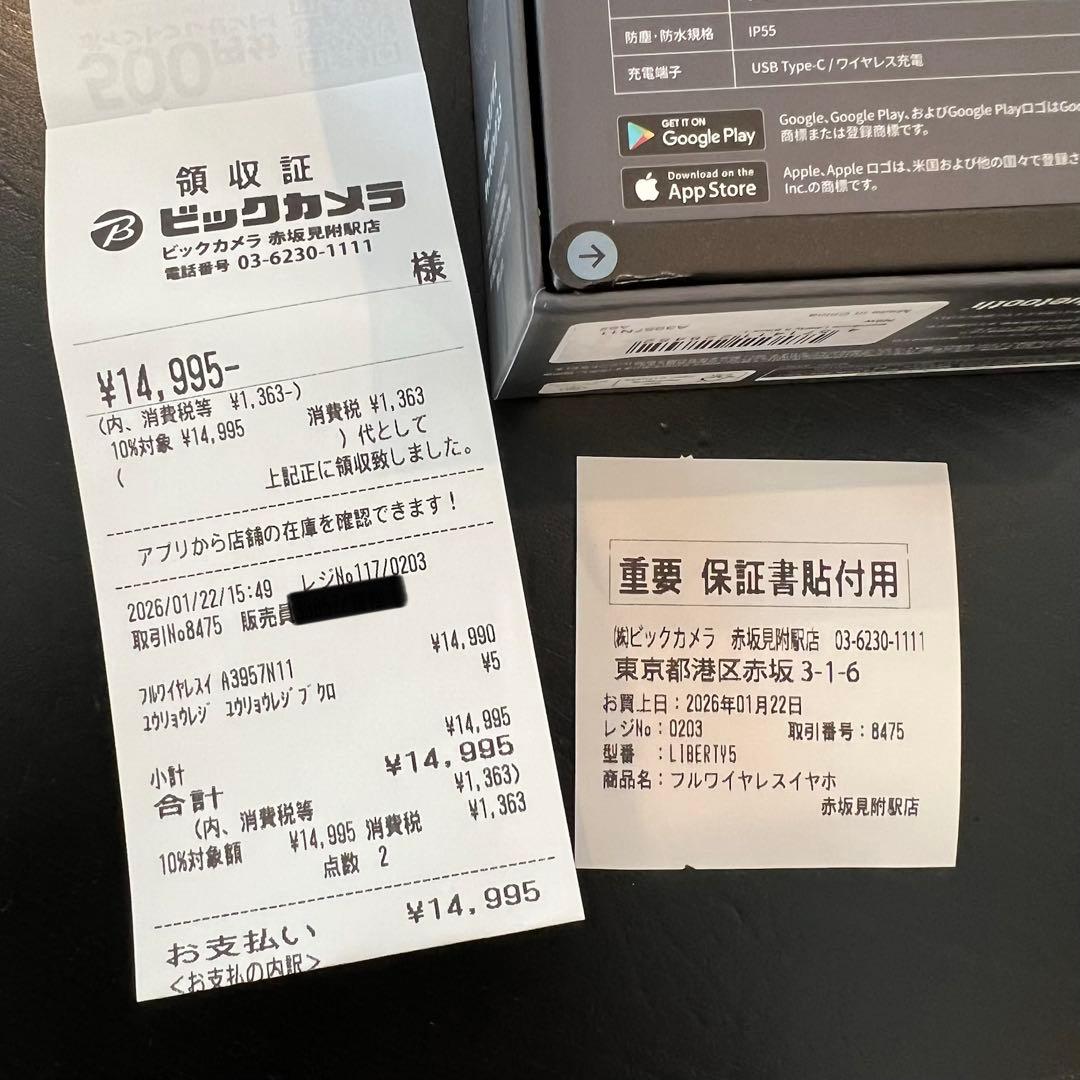 領収証
ビックカメラ
ビックカメラ 赤坂見附駅店
電話番号 03-6230-1111
様
¥14,995-
(内、消費税等 ¥1,363-)
10%対象 ¥14,995 消費税 ¥1,363
( )代として
上記正に領収致しました。
アプリから店舗の在庫を確認できます!
2026/01/22/15:49 レジNo117/0203
取引No8475 販売員
¥14,990
フルワイヤレスイ A3957N11
¥5
ユウリョウレジ ユウリョウレジブクロ
小計 ¥14,995
合計 ¥14,995
(内、消費税等 ¥1,363)
10%対象額 ¥14,995 消費税 ¥1,363
点数 2
お支払い ¥14,995
<お支払の内訳>
防塵・防水規格 IP55
充電端子 USB Type-C / ワイヤレス充電
GET IT ON
Google Play
Google、Google Play、およびGoogle PlayロゴはGoo
商標または登録商標です。
Download on the
App Store
Apple、Apple ロゴは、米国および他の国々で登録さ
Inc.の商標です。
Made in China
A3957N11
重要 保証書貼付用
㈱ビックカメラ 赤坂見附駅店 03-6230-1111
東京都港区赤坂3-1-6
お買上日:2026年01月22日
レジNo:0203 取引番号:8475
型番 :LIBERTY5
商品名:フルワイヤレスイヤホ
赤坂見附駅店